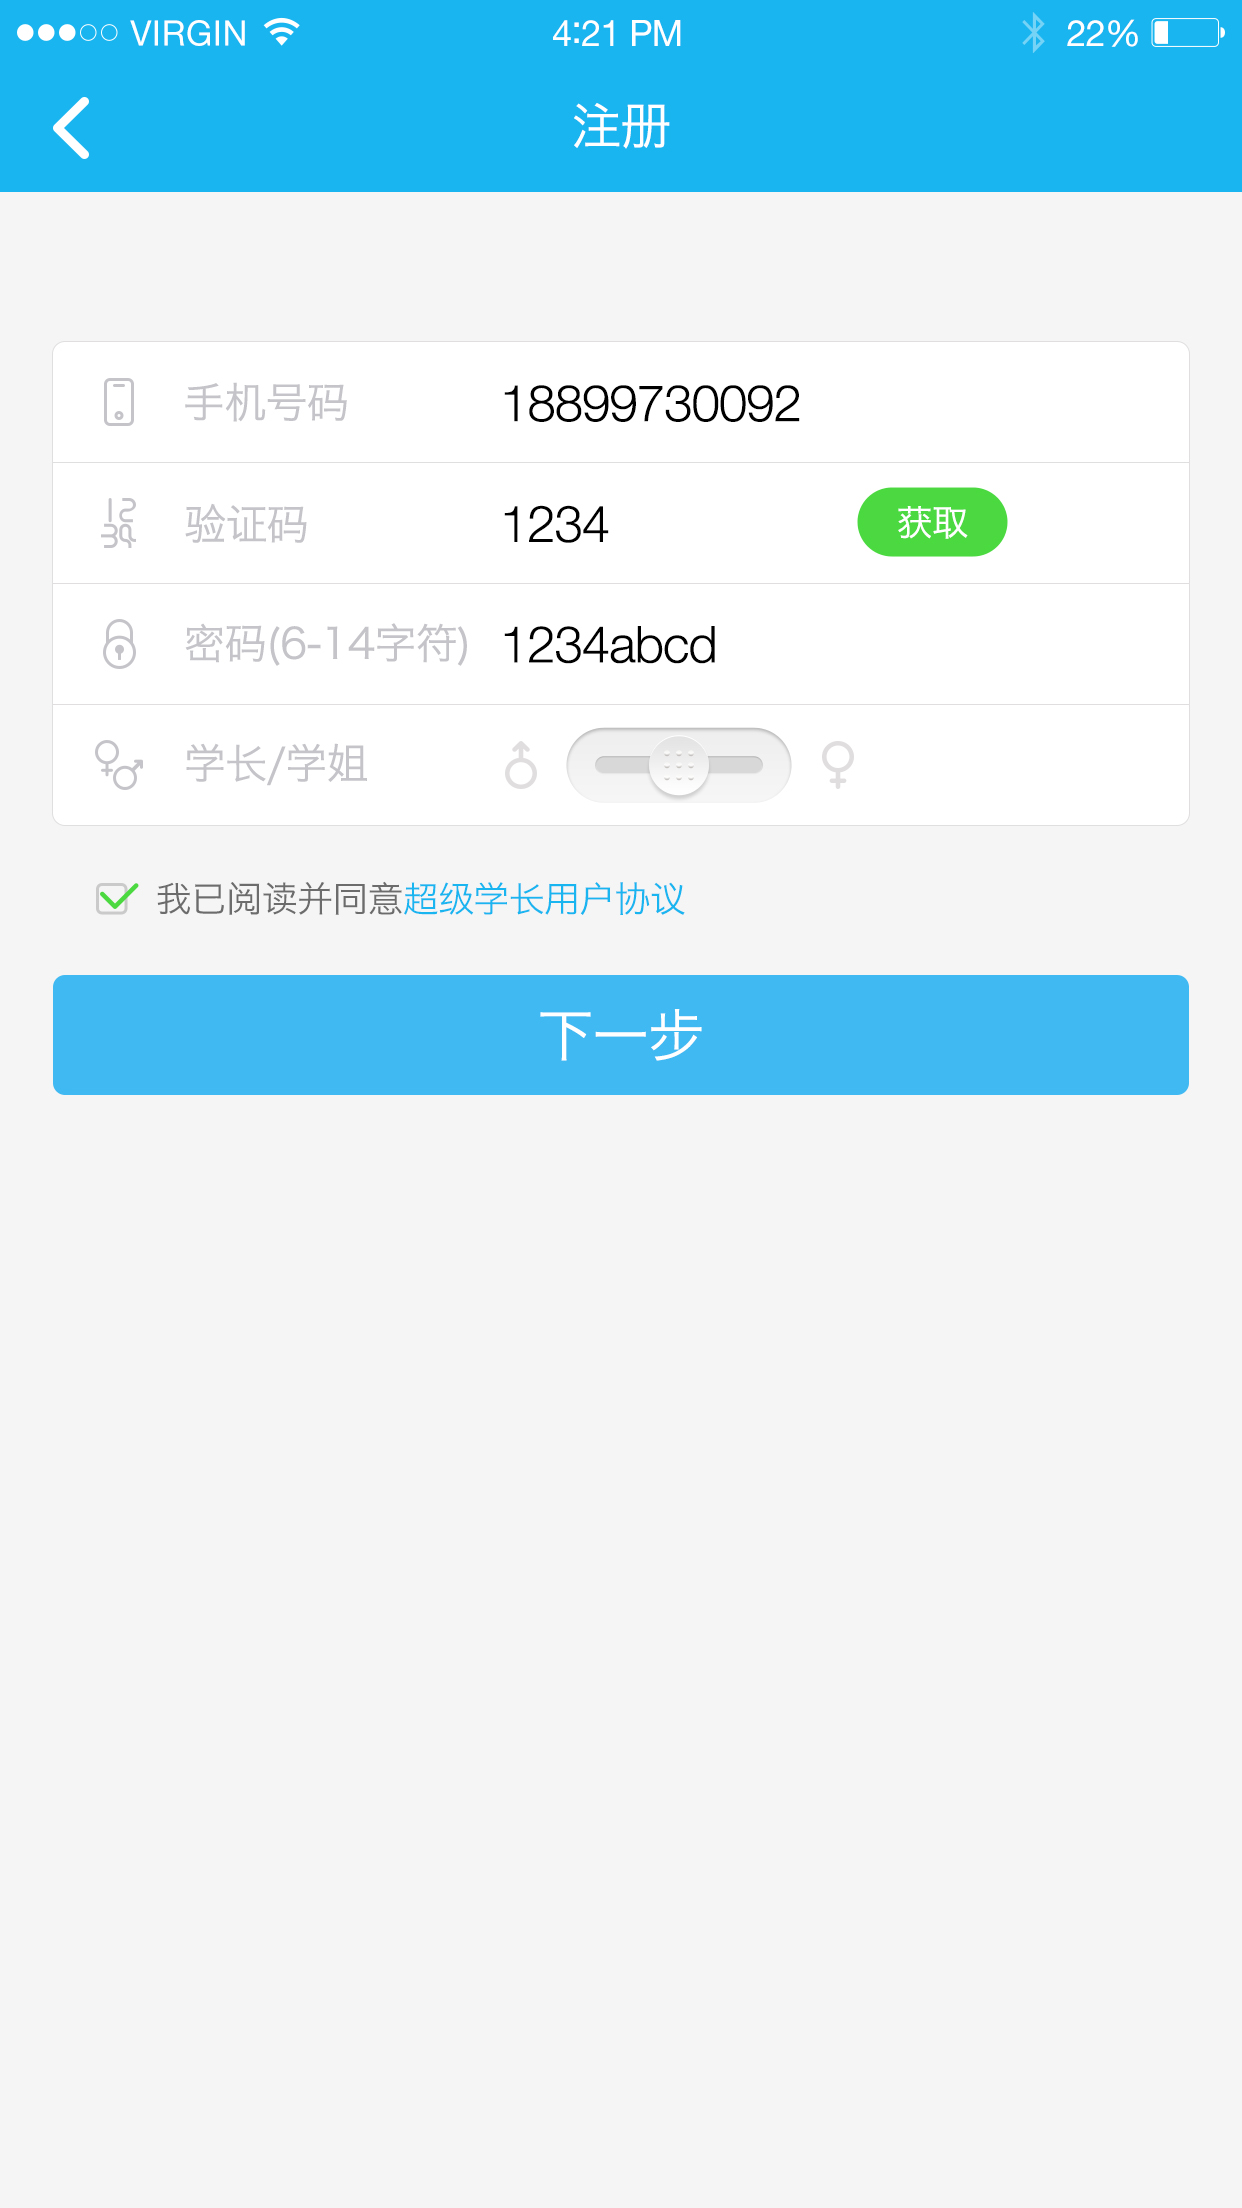 VIRGIN 4:21 PM 22%
注册
手机号码 18899730092
验证码 1234 获取
密码(6-14字符) 1234abcd
学长/学姐
我已阅读并同意超级学长用户协议
下一步